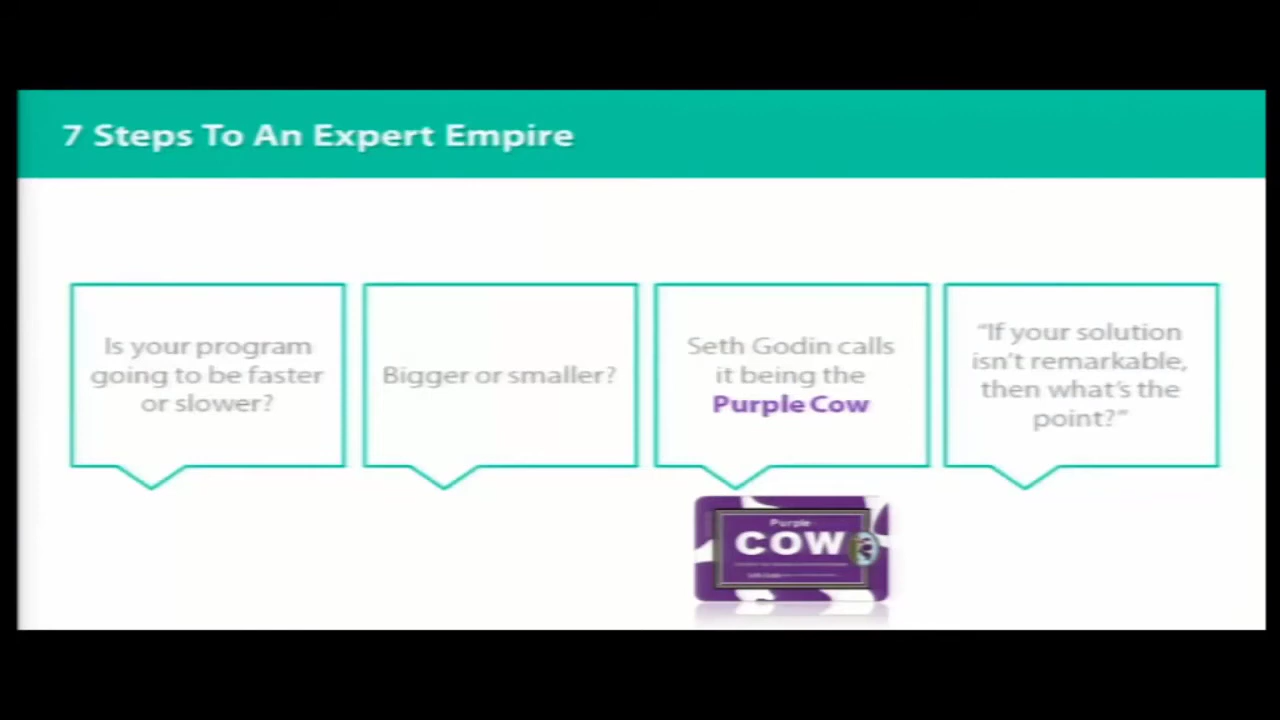 7 Steps To An Expert Empire
Is your program
going to be faster
or slower?
Bigger or smaller?
Seth Godin calls
it being the
Purple Cow
“If your solution
isn't remarkable,
then what's the
point?”
Purple
COW